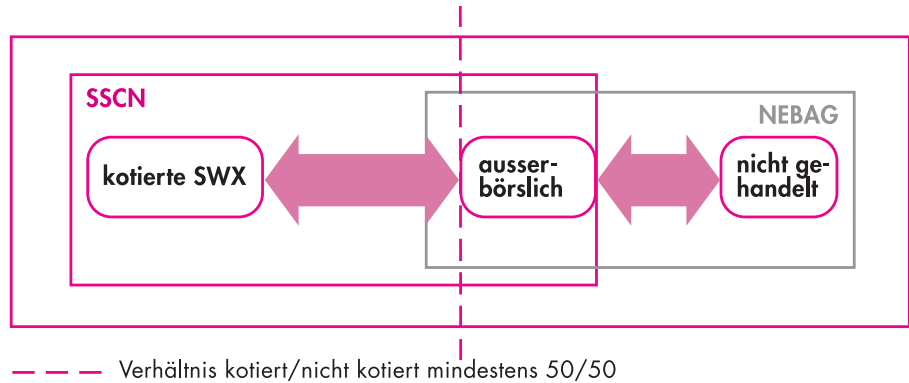 SSCN
NEBAG
kotierte SWX
ausser-
börslich
nicht ge-
handelt
Verhältnis kotiert/nicht kotiert mindestens 50/50